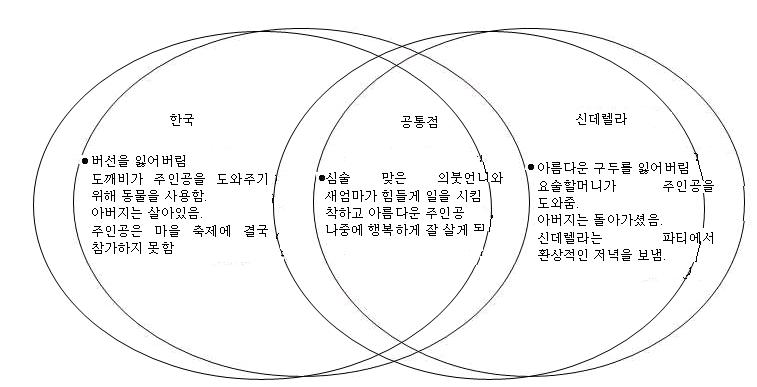 한국
● 버선을 잃어버림
도깨비가 주인공을 도와주기
위해 동물을 사용함.
아버지는 살아있음.
주인공은 마을 축제에 결국
참가하지 못함
공통점
●심술 맞은 의붓언니와
새엄마가 힘들게 일을 시킴
착하고 아름다운 주인공
나중에 행복하게 잘 살게 되
신데렐라
● 아름다운 구두를 잃어버림
요술할머니가 주인공을
도와줌.
아버지는 돌아가셨음.
신데렐라는 파티에서
환상적인 저녁을 보냄.